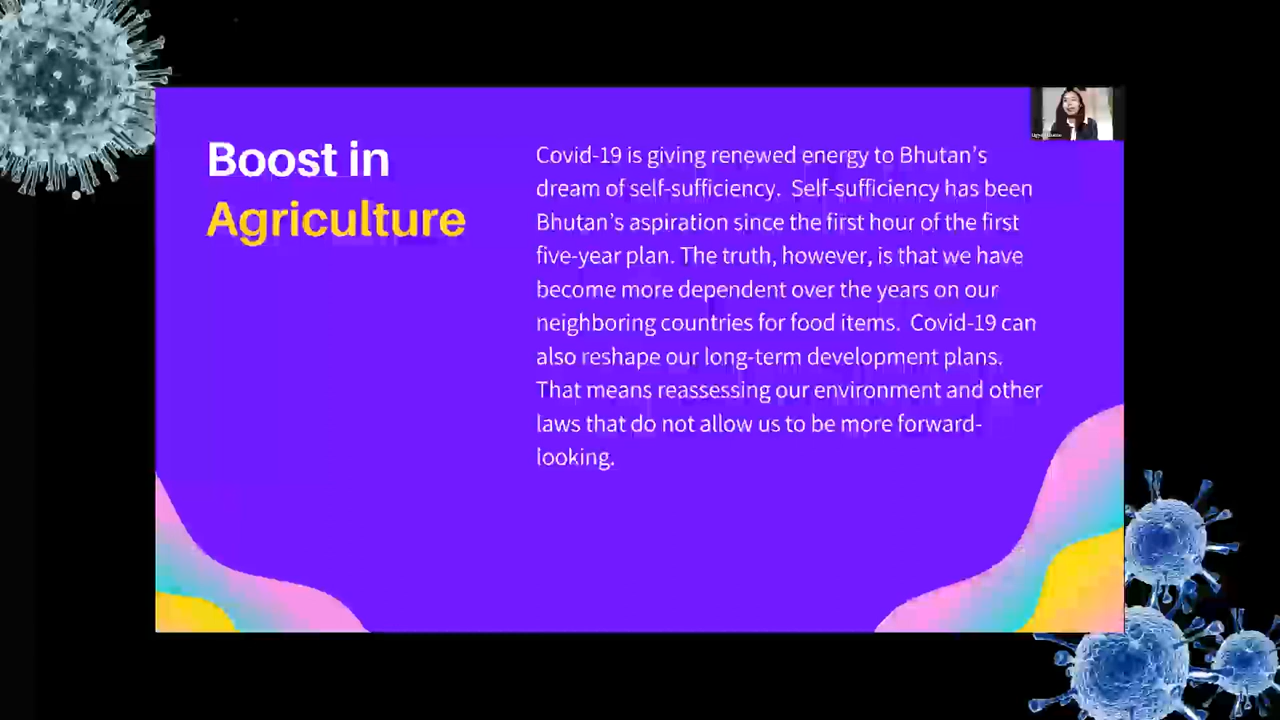 Boost in
Agriculture
Covid-19 is giving renewed energy to Bhutan’s
dream of self-sufficiency.  Self-sufficiency has been
Bhutan’s aspiration since the first hour of the first
five-year plan. The truth, however, is that we have
become more dependent over the years on our
neighboring countries for food items.  Covid-19 can
also reshape our long-term development plans.
That means reassessing our environment and other
laws that do not allow us to be more forward-
looking.